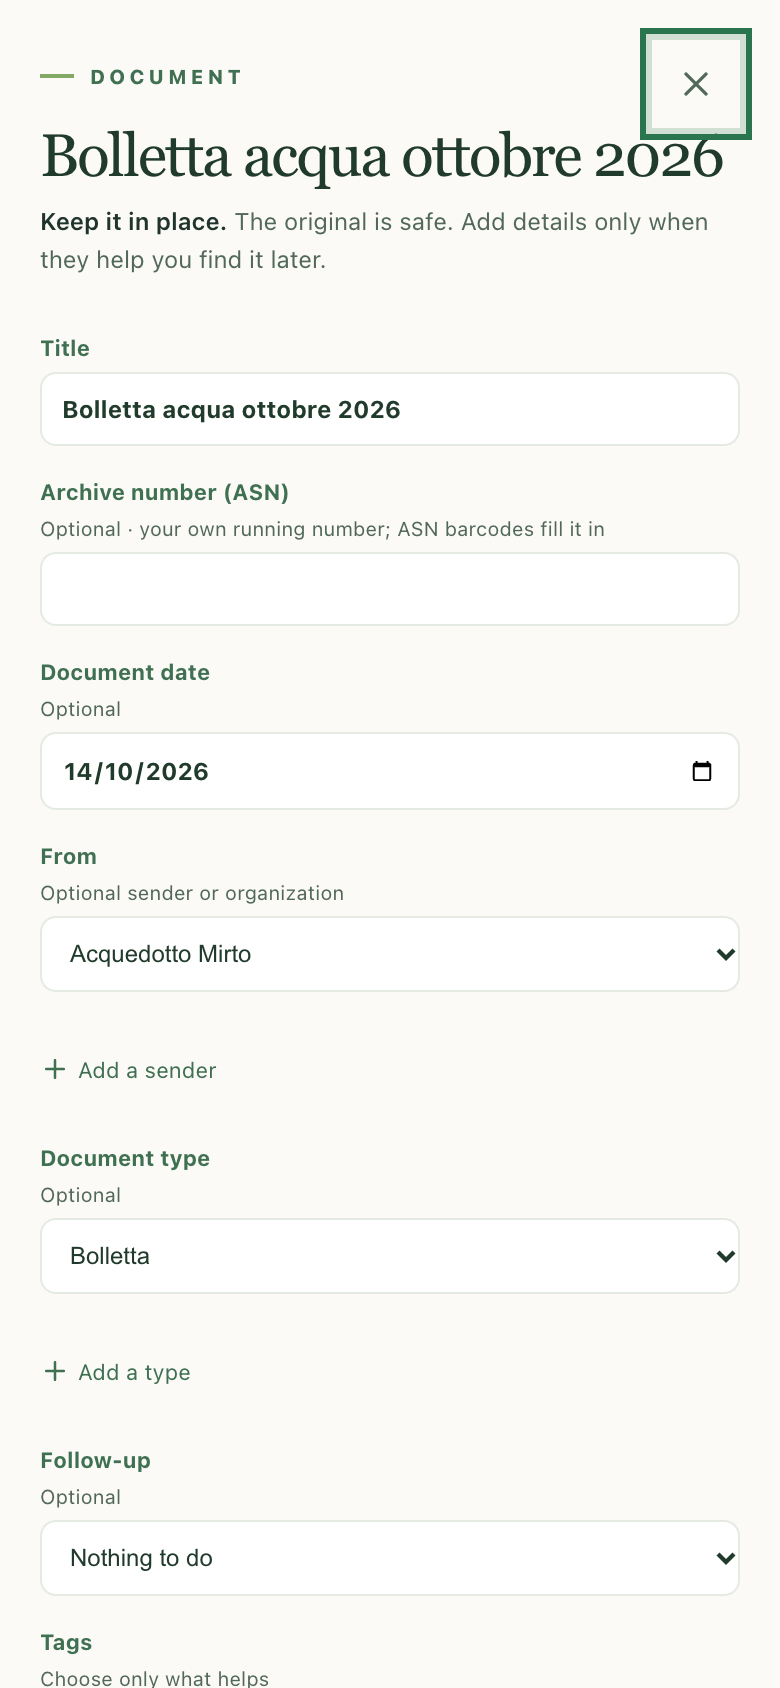 DOCUMENT
Bolletta acqua ottobre 2026
Keep it in place. The original is safe. Add details only when
they help you find it later.
Title
Bolletta acqua ottobre 2026
Archive number (ASN)
Optional · your own running number; ASN barcodes fill it in
Document date
Optional
14/10/2026
From
Optional sender or organization
Acquedotto Mirto
Add a sender
Document type
Optional
Bolletta
Add a type
Follow-up
Optional
Nothing to do
Tags
Choose only what helps